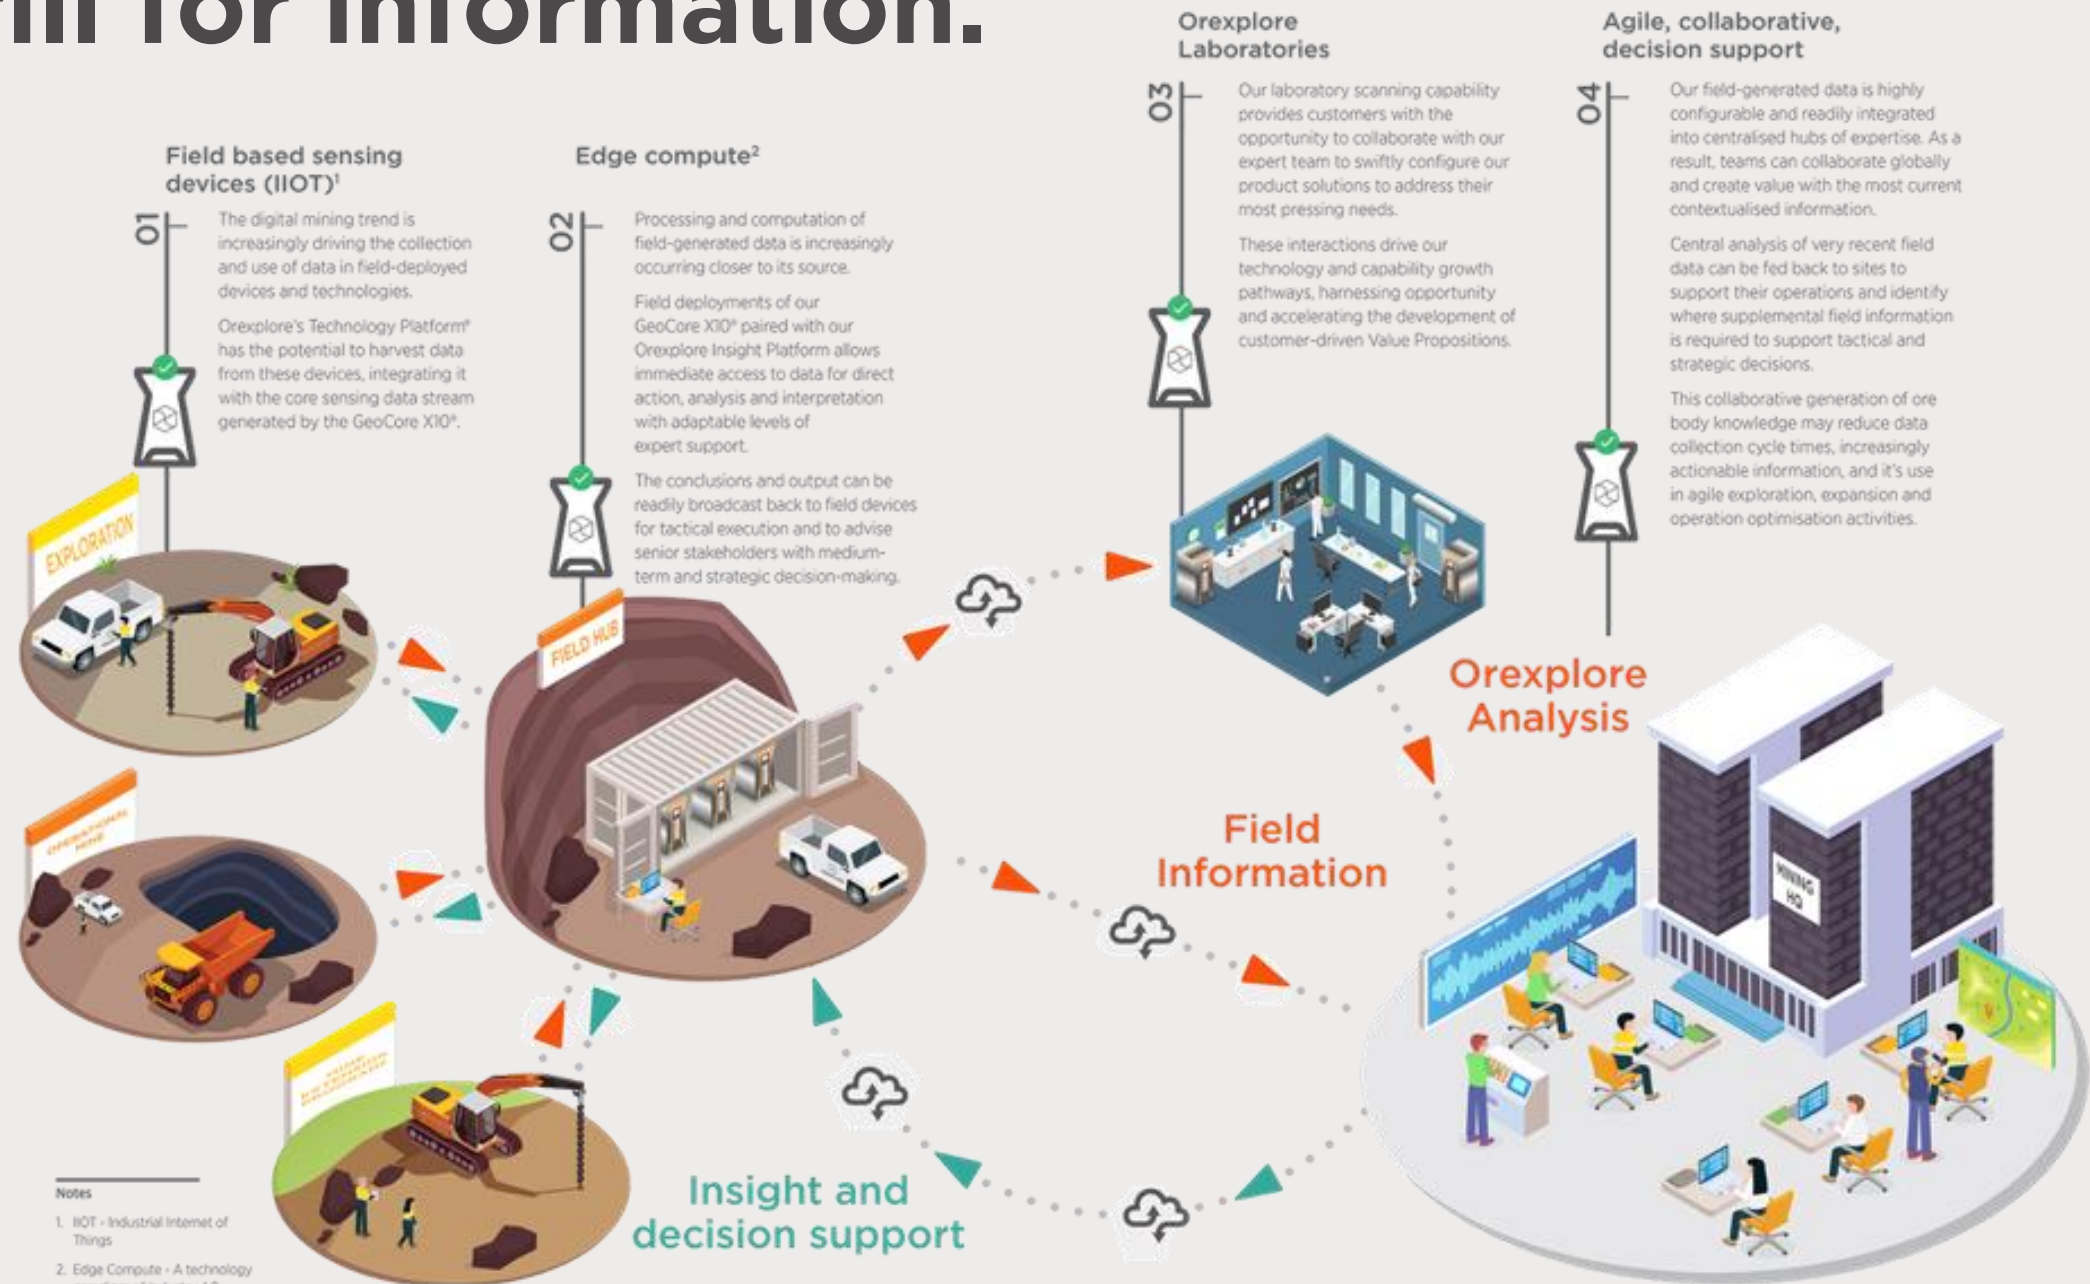 ill for information.
Field based sensing
devices (IIOT)¹
01
The digital mining trend is
increasingly driving the collection
and use of data in field-deployed
devices and technologies.
Orexplore's Technology Platform®
has the potential to harvest data
from these devices, integrating it
with the core sensing data stream
generated by the GeoCore X10®.
Edge compute²
02
Processing and computation of
field-generated data is increasingly
occurring closer to its source.
Field deployments of our
GeoCore X10® paired with our
Orexplore Insight Platform allows
immediate access to data for direct
action, analysis and interpretation
with adaptable levels of
expert support.
The conclusions and output can be
readily broadcast back to field devices
for tactical execution and to advise
senior stakeholders with medium-
term and strategic decision-making.
Orexplore
Laboratories
03
Our laboratory scanning capability
provides customers with the
opportunity to collaborate with our
expert team to swiftly configure our
product solutions to address their
most pressing needs.
These interactions drive our
technology and capability growth
pathways, harnessing opportunity
and accelerating the development of
customer-driven Value Propositions.
Agile, collaborative,
decision support
04
Our field-generated data is highly
configurable and readily integrated
into centralised hubs of expertise. As a
result, teams can collaborate globally
and create value with the most current
contextualised information.
Central analysis of very recent field
data can be fed back to sites to
support their operations and identify
where supplemental field information
is required to support tactical and
strategic decisions.
This collaborative generation of ore
body knowledge may reduce data
collection cycle times, increasingly
actionable information, and it's use
in agile exploration, expansion and
operation optimisation activities.
EXPLORATION
FIELD HUB
OPERATIONAL
MINE
Orexplore
Analysis
Field
Information
MINING
HQ
Insight and
decision support
Notes
1. IIOT - Industrial Internet of
Things
2. Edge Compute - A technology